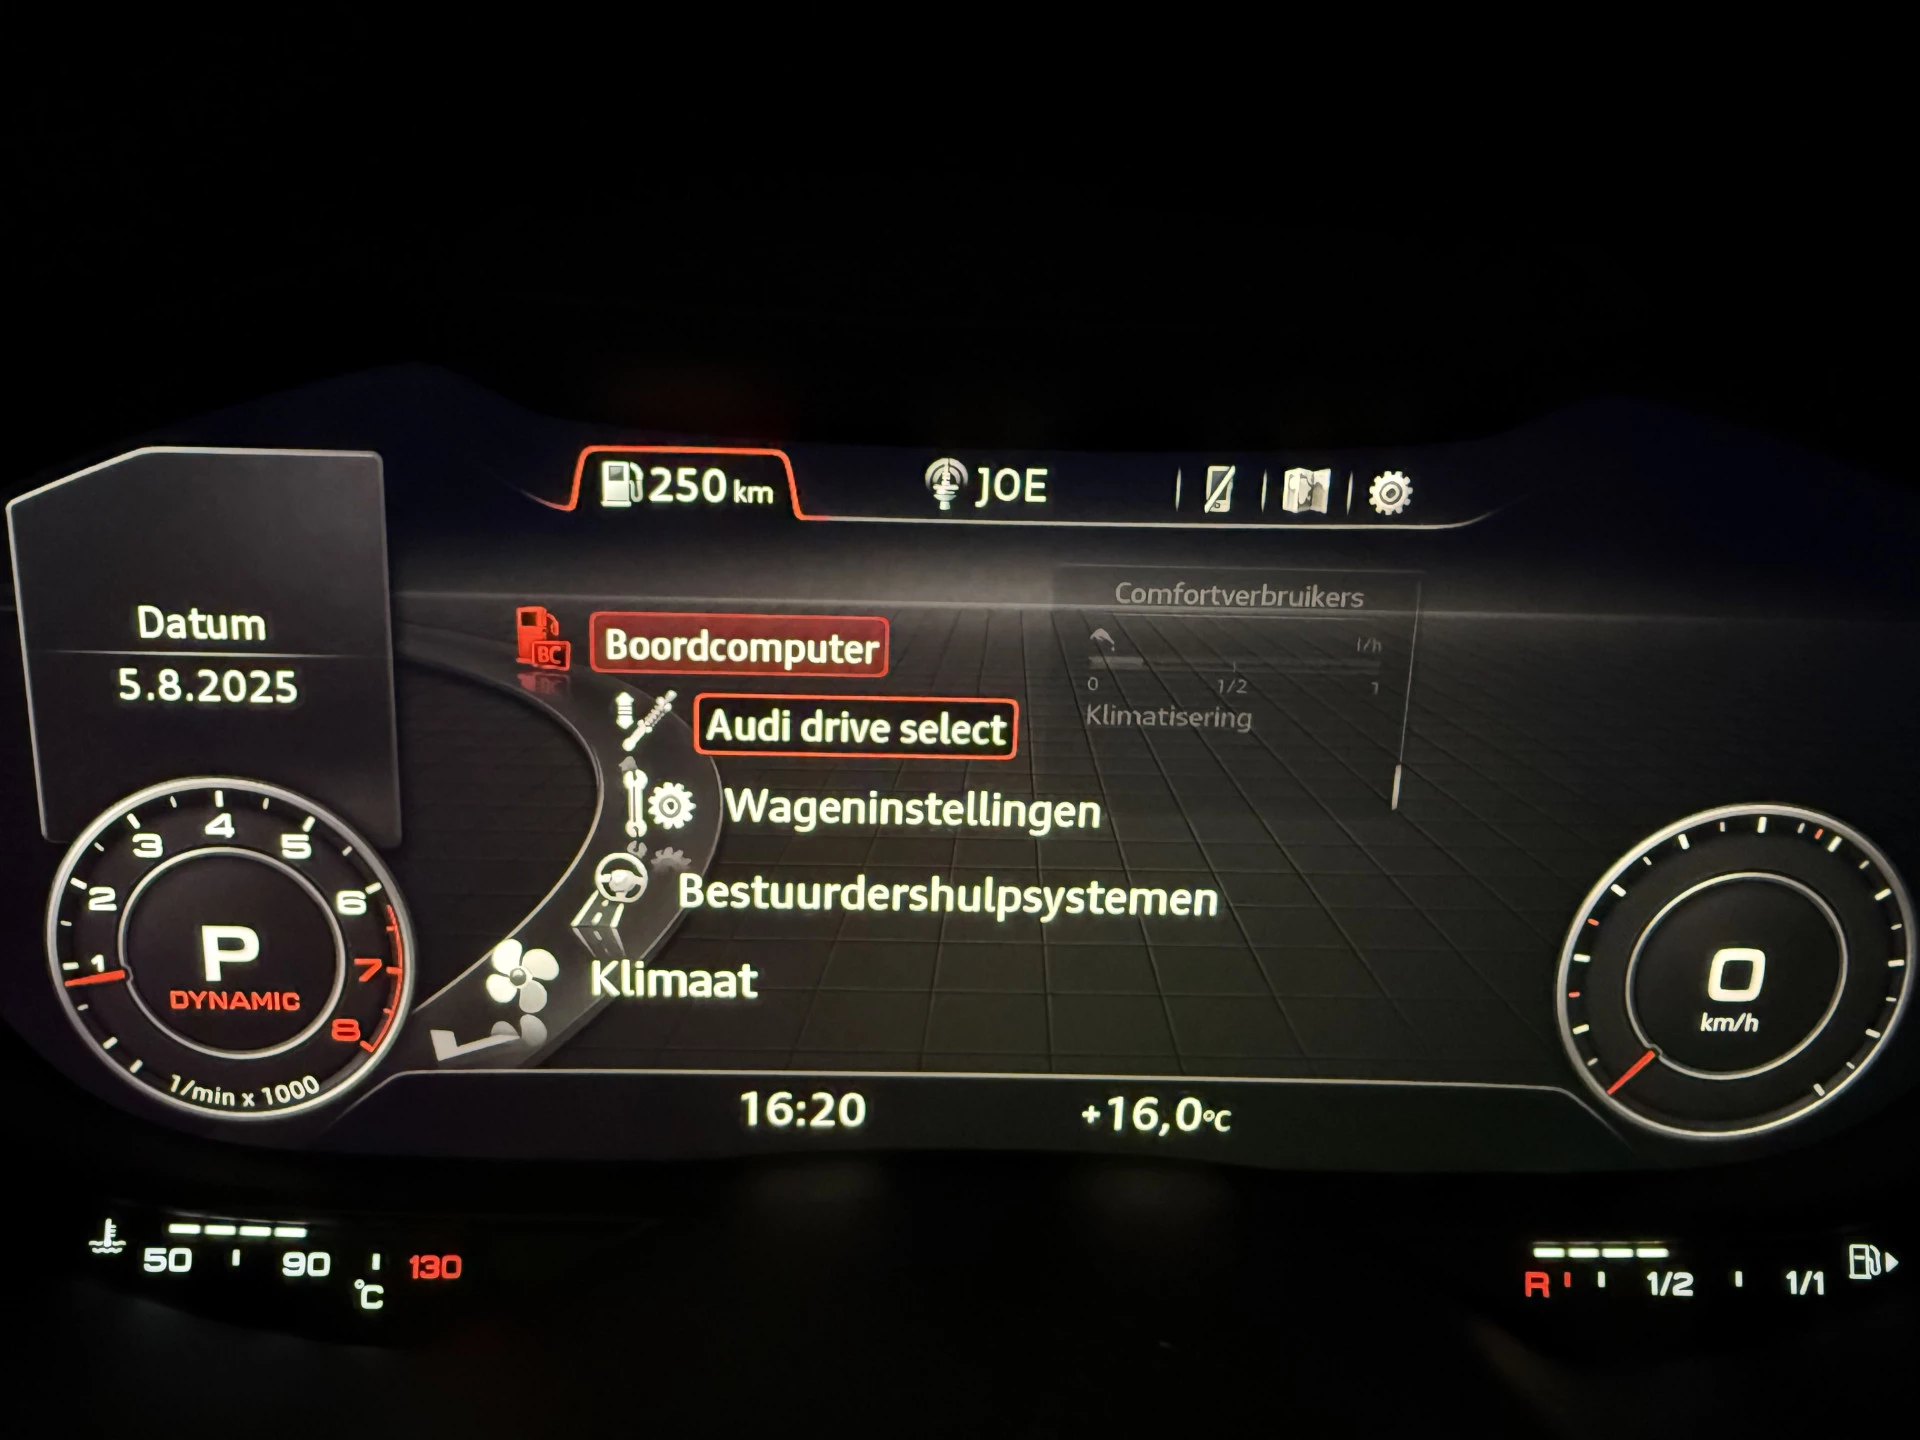 250 km
JOE
Datum
5.8.2025
Comfortverbruikers
l/h
0 1/2 1
Klimatisering
BC
Boordcomputer
Audi drive select
Wageninstellingen
Bestuurdershulpsystemen
Klimaat
1 2 3 4 5 6 7 8
P
DYNAMIC
1/min x 1000
0
km/h
16:20
+16,0°C
50 90 130
°C
R 1/2 1/1